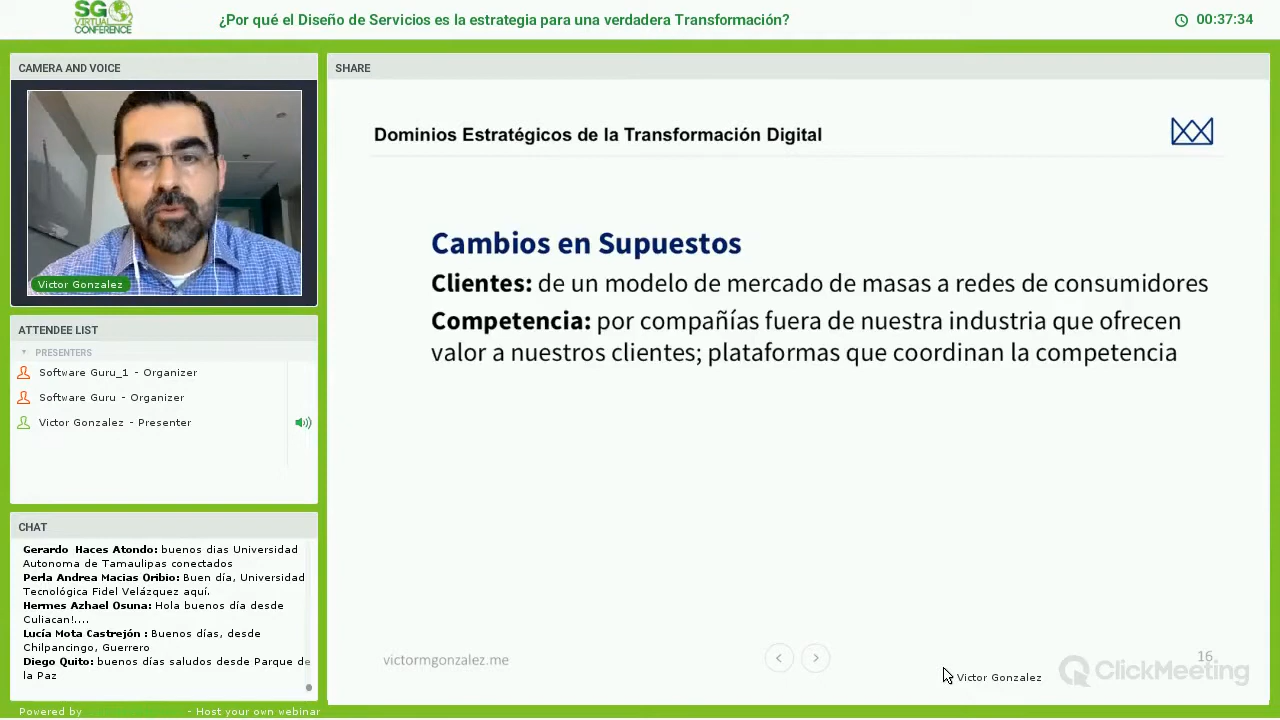 SG
VIRTUAL
CONFERENCE
¿Por qué el Diseño de Servicios es la estrategia para una verdadera Transformación?
00:37:34
CAMERA AND VOICE
Victor Gonzalez
ATTENDEE LIST
PRESENTERS
Software Guru_1 - Organizer
Software Guru - Organizer
Victor Gonzalez - Presenter
CHAT
Gerardo Haces Atondo: buenos dias Universidad
Autonoma de Tamaulipas conectados
Perla Andrea Macias Oribio: Buen día, Universidad
Tecnológica Fidel Velázquez aquí.
Hermes Azhael Osuna: Hola buenos día desde
Culiacan!....
Lucía Mota Castrejón : Buenos días, desde
Chilpancingo, Guerrero
Diego Quito: buenos días saludos desde Parque de
la Paz
Powered by - Host your own webinar
SHARE
Dominios Estratégicos de la Transformación Digital
Cambios en Supuestos
Clientes: de un modelo de mercado de masas a redes de consumidores
Competencia: por compañías fuera de nuestra industria que ofrecen
valor a nuestros clientes; plataformas que coordinan la competencia
victormgonzalez.me
16
Victor Gonzalez
ClickMeeting